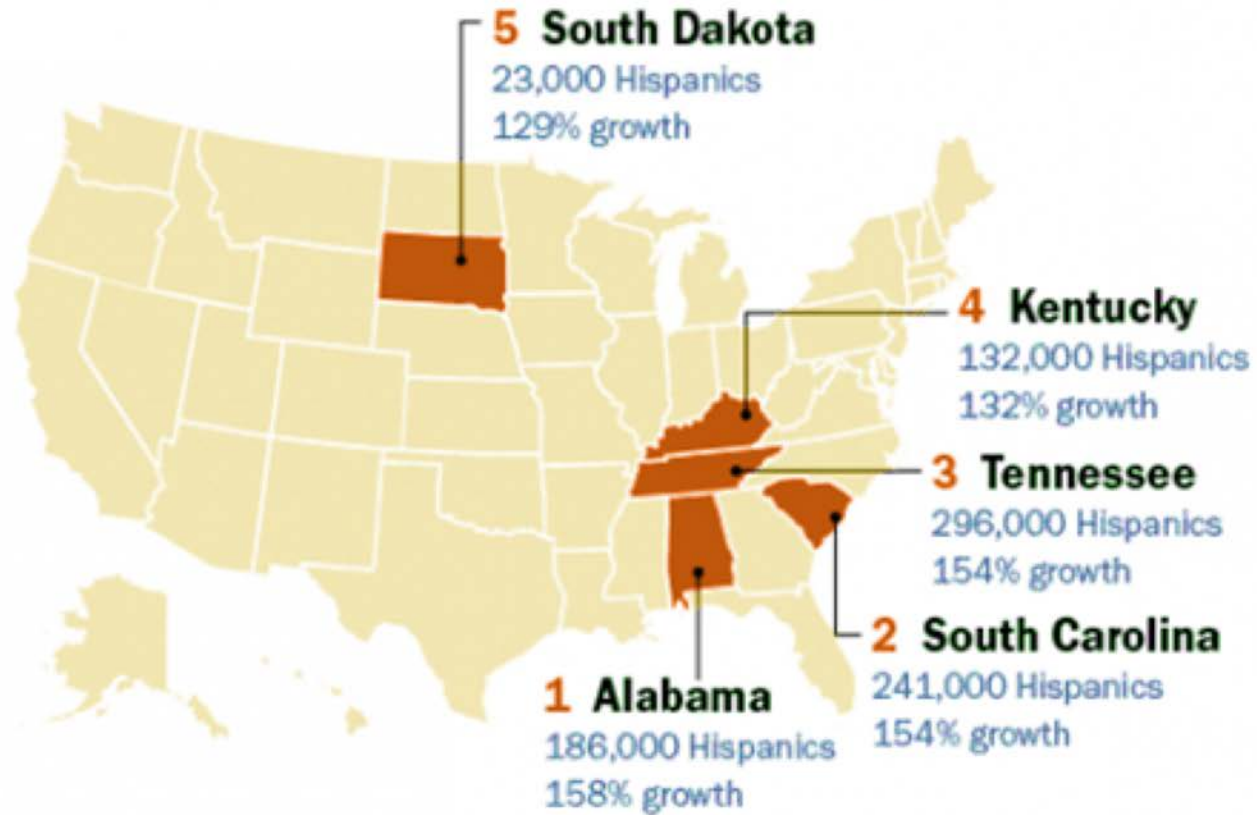 5 South Dakota
23,000 Hispanics
129% growth
4 Kentucky
132,000 Hispanics
132% growth
3 Tennessee
296,000 Hispanics
154% growth
2 South Carolina
241,000 Hispanics
154% growth
1 Alabama
186,000 Hispanics
158% growth